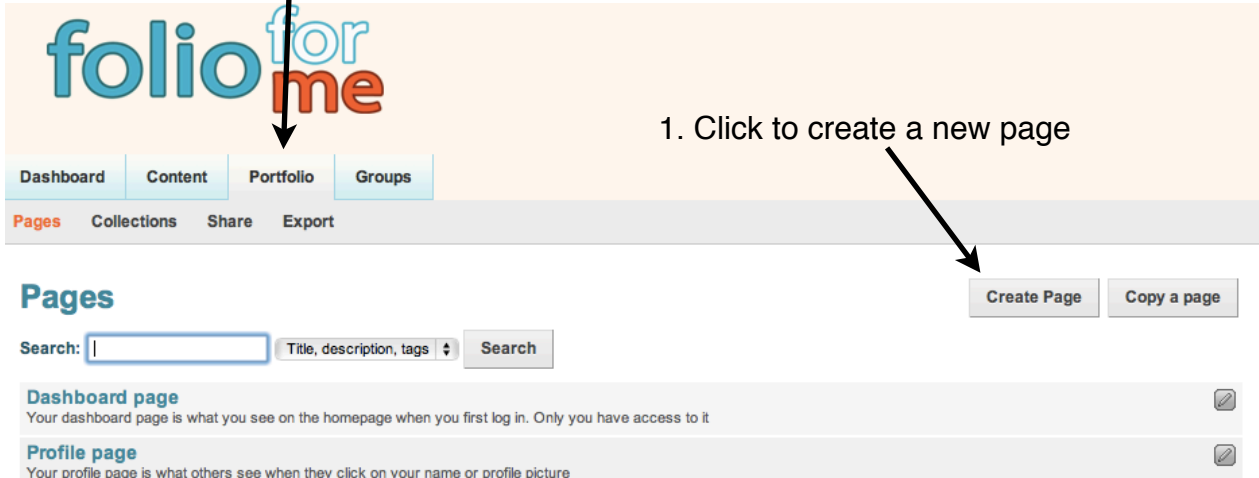 folio for me
1. Click to create a new page
Dashboard Content Portfolio Groups
Pages Collections Share Export
Pages
Create Page Copy a page
Search: Title, description, tags Search
Dashboard page
Your dashboard page is what you see on the homepage when you first log in. Only you have access to it
Profile page
Your profile page is what others see when they click on your name or profile picture